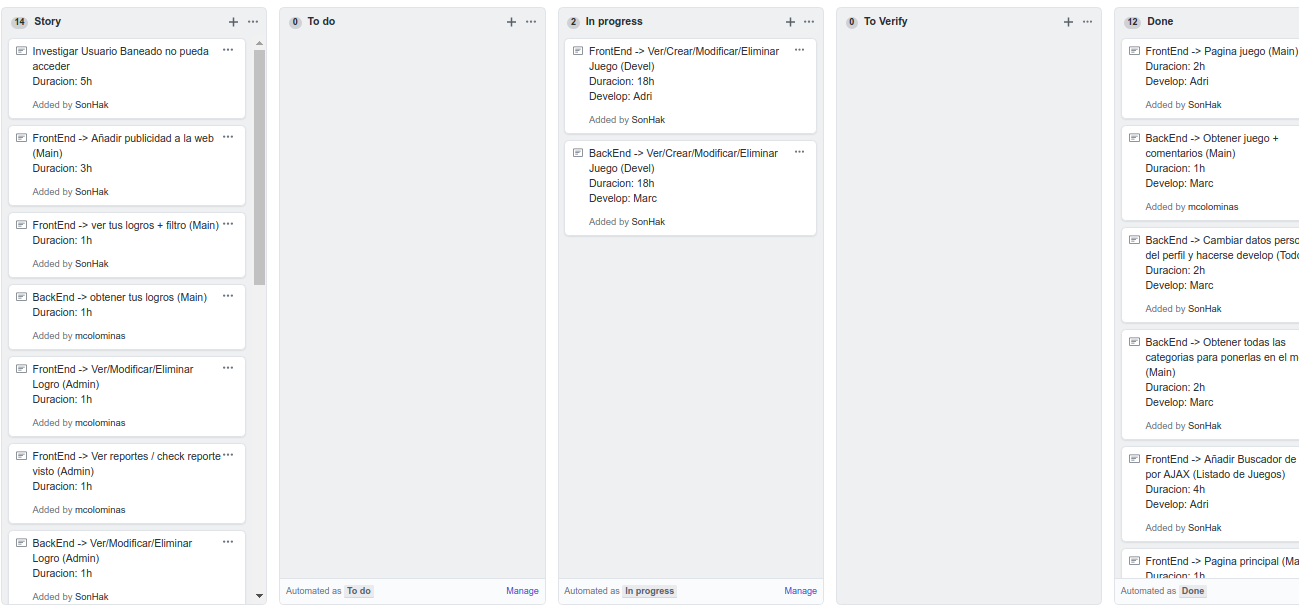 14 Story
Investigar Usuario Baneado no pueda
acceder
Duracion: 5h
Added by SonHak
FrontEnd -> Añadir publicidad a la web
(Main)
Duracion: 3h
Added by SonHak
FrontEnd -> ver tus logros + filtro (Main)
Duracion: 1h
Added by SonHak
BackEnd -> obtener tus logros (Main)
Duracion: 1h
Added by mcolominas
FrontEnd -> Ver/Modificar/Eliminar
Logro (Admin)
Duracion: 1h
Added by mcolominas
FrontEnd -> Ver reportes / check reporte
visto (Admin)
Duracion: 1h
Added by mcolominas
BackEnd -> Ver/Modificar/Eliminar
Logro (Admin)
Duracion: 1h
Added by SonHak
0 To do
Automated as To do Manage
2 In progress
FrontEnd -> Ver/Crear/Modificar/Eliminar
Juego (Devel)
Duracion: 18h
Develop: Adri
Added by SonHak
BackEnd -> Ver/Crear/Modificar/Eliminar
Juego (Devel)
Duracion: 18h
Develop: Marc
Added by SonHak
Automated as In progress Manage
0 To Verify
12 Done
FrontEnd -> Pagina juego (Main)
Duracion: 2h
Develop: Adri
Added by SonHak
BackEnd -> Obtener juego +
comentarios (Main)
Duracion: 1h
Develop: Marc
Added by mcolominas
BackEnd -> Cambiar datos perso
del perfil y hacerse develop (Todo
Duracion: 2h
Develop: Marc
Added by SonHak
BackEnd -> Obtener todas las
categorias para ponerlas en el m
(Main)
Duracion: 2h
Develop: Marc
Added by SonHak
FrontEnd -> Añadir Buscador de
por AJAX (Listado de Juegos)
Duracion: 4h
Develop: Adri
Added by SonHak
FrontEnd -> Pagina principal (Ma
Duracion: 1h
Automated as Done